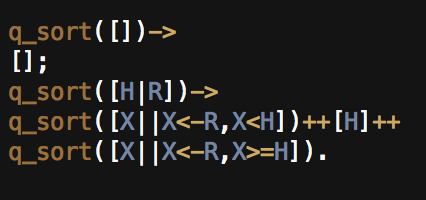 q_sort([])->
[];
q_sort([H|R])->
q_sort([X||X<-R,X<H])++[H]++
q_sort([X||X<-R,X>=H]).